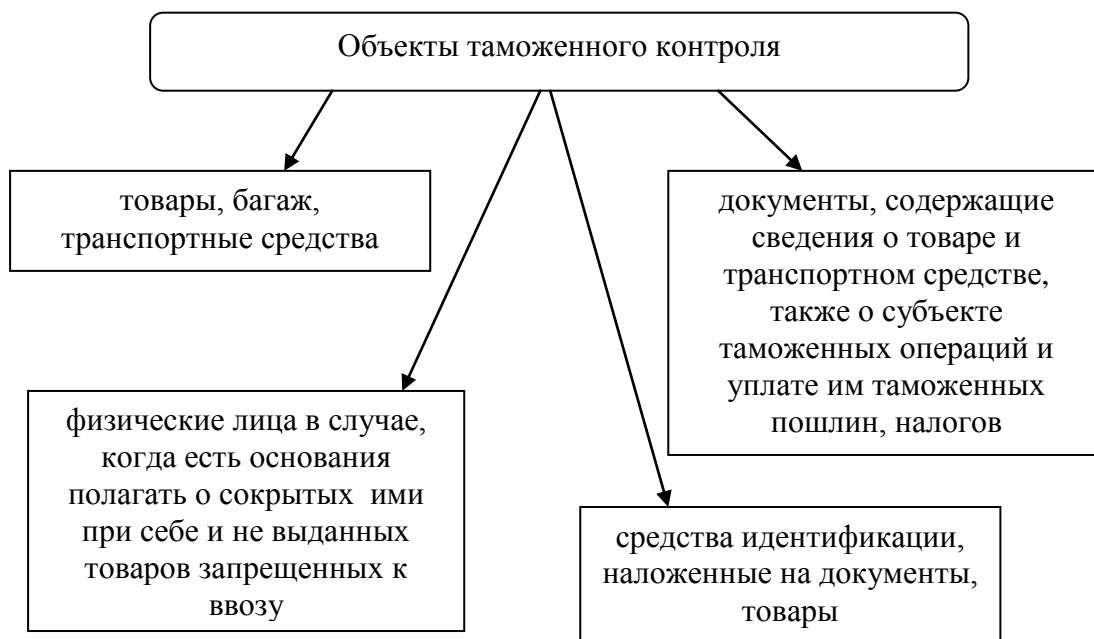 Объекты таможенного контроля
товары, багаж,
транспортные средства
документы, содержащие
сведения о товаре и
транспортном средстве,
также о субъекте
таможенных операций и
уплате им таможенных
пошлин, налогов
физические лица в случае,
когда есть основания
полагать о сокрытых ими
при себе и не выданных
товаров запрещенных к
ввозу
средства идентификации,
наложенные на документы,
товары